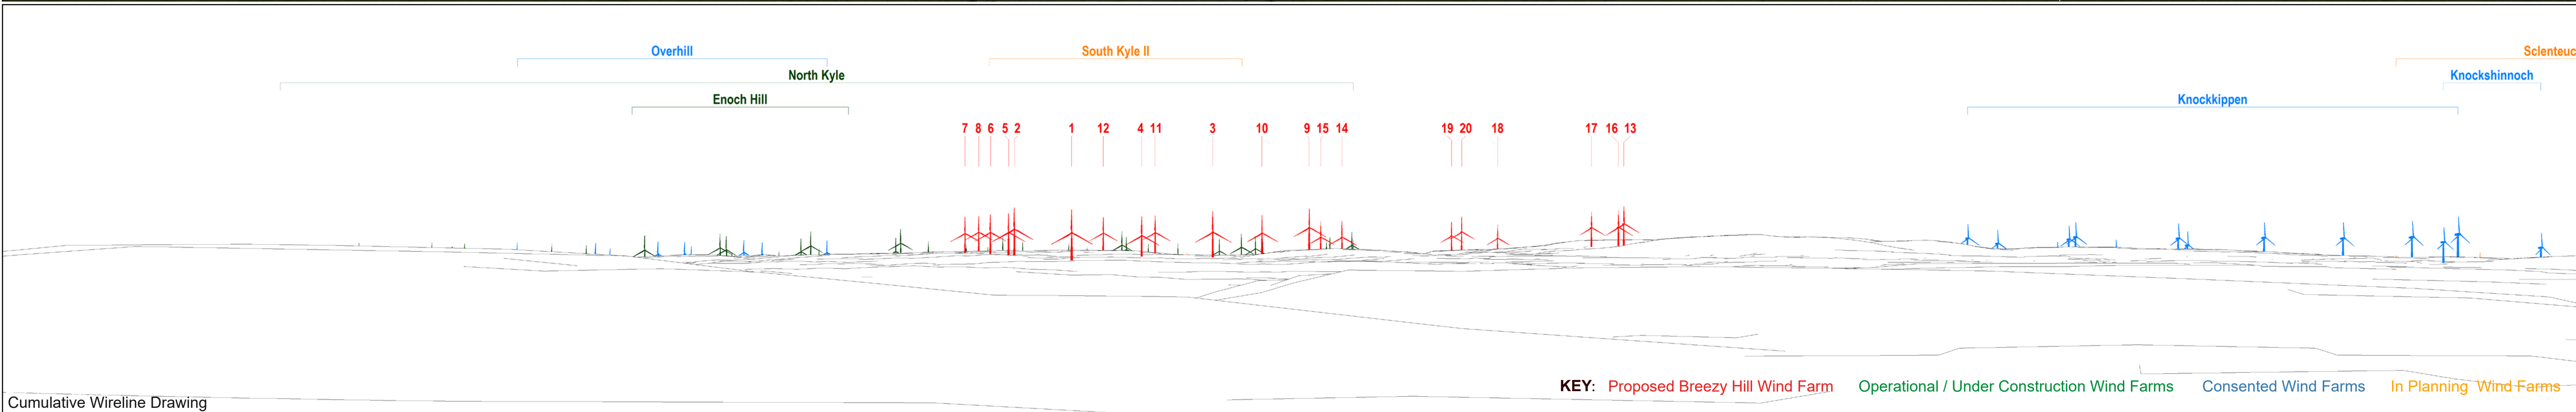 Overhill South Kyle II Sclenteuc
North Kyle Knockshinnoch
Enoch Hill Knockkippen
7 8 6 5 2 1 12 4 11 3 10 9 15 14 19 20 18 17 16 13
KEY: Proposed Breezy Hill Wind Farm Operational / Under Construction Wind Farms Consented Wind Farms In Planning Wind Farms
Cumulative Wireline Drawing